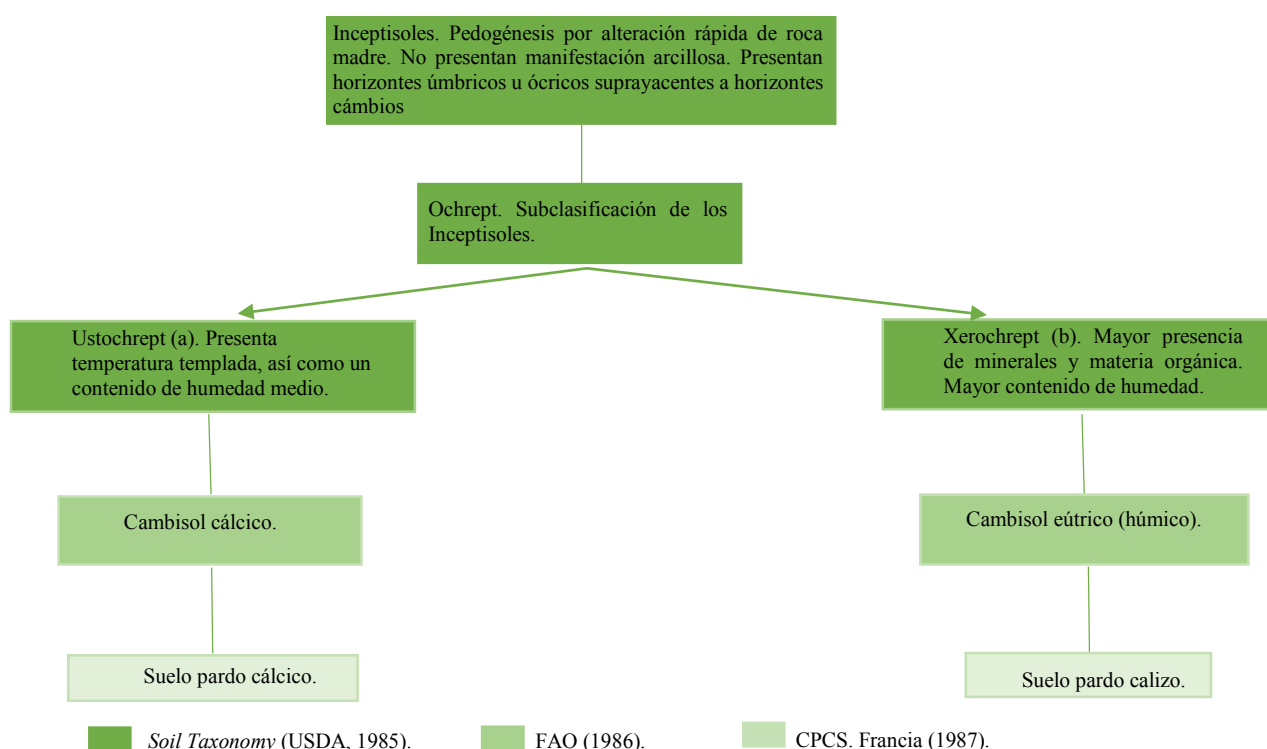 Inceptisoles. Pedogénesis por alteración rápida de roca
madre. No presentan manifestación arcillosa. Presentan
horizontes úmbricos u ócricos suprayacentes a horizontes
cámbios
Ochrept. Subclasificación de los
Inceptisoles.
Ustochrept (a). Presenta
temperatura templada, así como un
contenido de humedad medio.
Xerochrept (b). Mayor presencia
de minerales y materia orgánica.
Mayor contenido de humedad.
Cambisol cálcico.
Cambisol eútrico (húmico).
Suelo pardo cálcico.
Suelo pardo calizo.
Soil Taxonomy (USDA, 1985).
FAO (1986).
CPCS. Francia (1987).